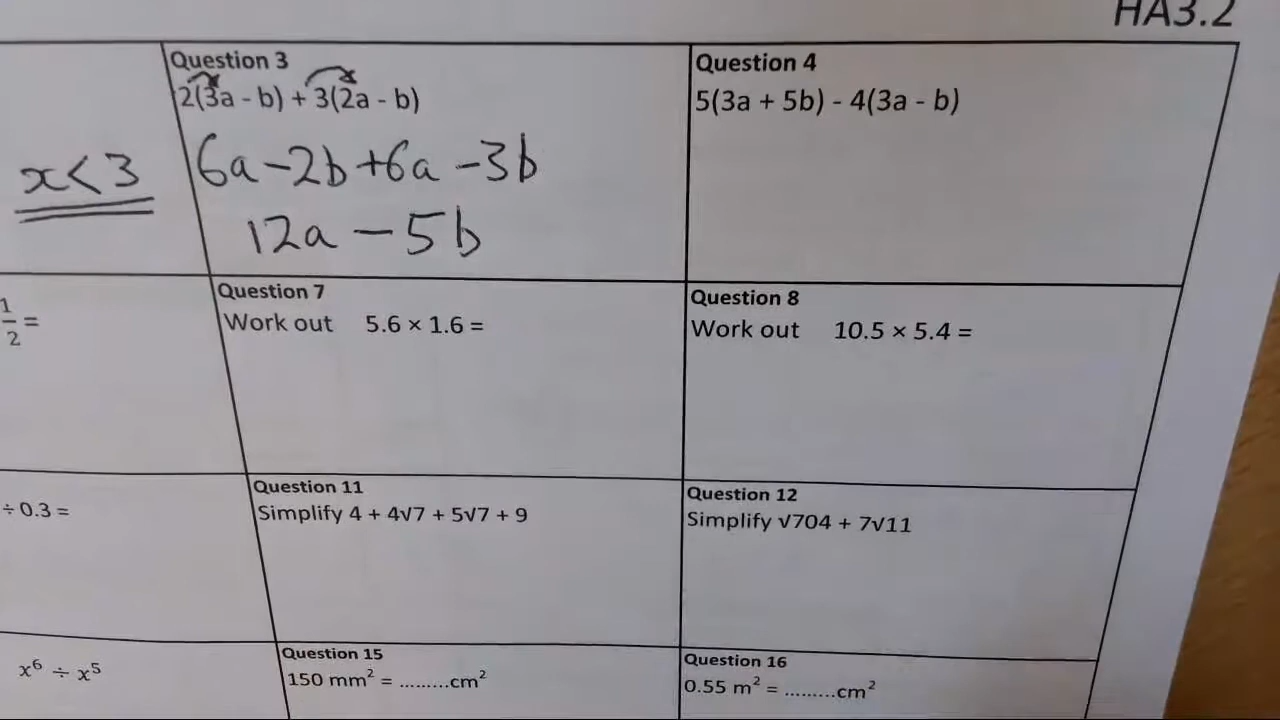 HA3.2
x<3
Question 3
2(3a - b) + 3(2a - b)
6a-2b+6a-3b
12a-5b
Question 4
5(3a + 5b) - 4(3a - b)
1/2 =
Question 7
Work out 5.6 × 1.6 =
Question 8
Work out 10.5 × 5.4 =
÷ 0.3 =
Question 11
Simplify 4 + 4√7 + 5√7 + 9
Question 12
Simplify √704 + 7√11
x⁶ ÷ x⁵
Question 15
150 mm² = .........cm²
Question 16
0.55 m² = .........cm²